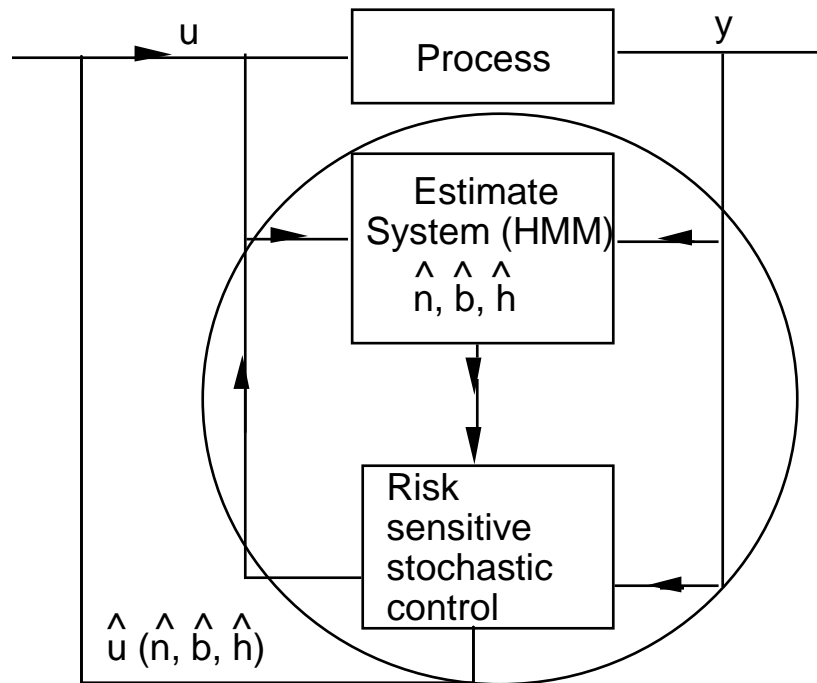 u
y
Process
Estimate
System (HMM)
n̂, b̂, ĥ
Risk
sensitive
stochastic
control
û (n̂, b̂, ĥ)